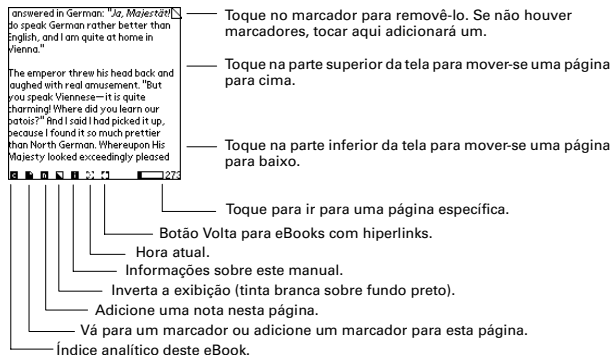 answered in German: "Ja, Majestät!
do speak German rather better than
English, and I am quite at home in
Vienna."
The emperor threw his head back and
laughed with real amusement. "But
you speak Viennese—it is quite
charming! Where did you learn our
patois?" And I said I had picked it up,
because I found it so much prettier
than North German. Whereupon His
Majesty looked exceedingly pleased
273
Toque no marcador para removê-lo. Se não houver
marcadores, tocar aqui adicionará um.
Toque na parte superior da tela para mover-se uma página
para cima.
Toque na parte inferior da tela para mover-se uma página
para baixo.
Toque para ir para uma página específica.
Botão Volta para eBooks com hiperlinks.
Hora atual.
Informações sobre este manual.
Inverta a exibição (tinta branca sobre fundo preto).
Adicione uma nota nesta página.
Vá para um marcador ou adicione um marcador para esta página.
Índice analítico deste eBook.